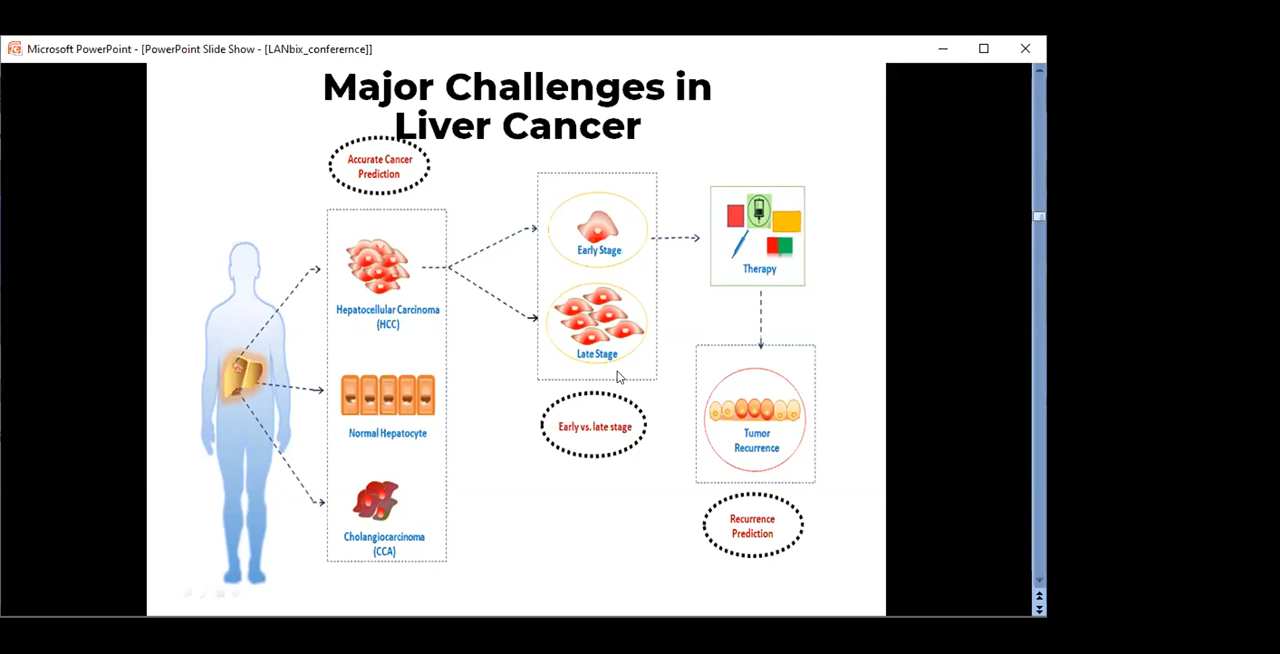 Microsoft PowerPoint - [PowerPoint Slide Show - [LANbix_conferernce]]
Major Challenges in
Liver Cancer
Accurate Cancer
Prediction
Hepatocellular Carcinoma
(HCC)
Normal Hepatocyte
Cholangiocarcinoma
(CCA)
Early Stage
Late Stage
Early vs. late stage
Therapy
Tumor
Recurrence
Recurrence
Prediction